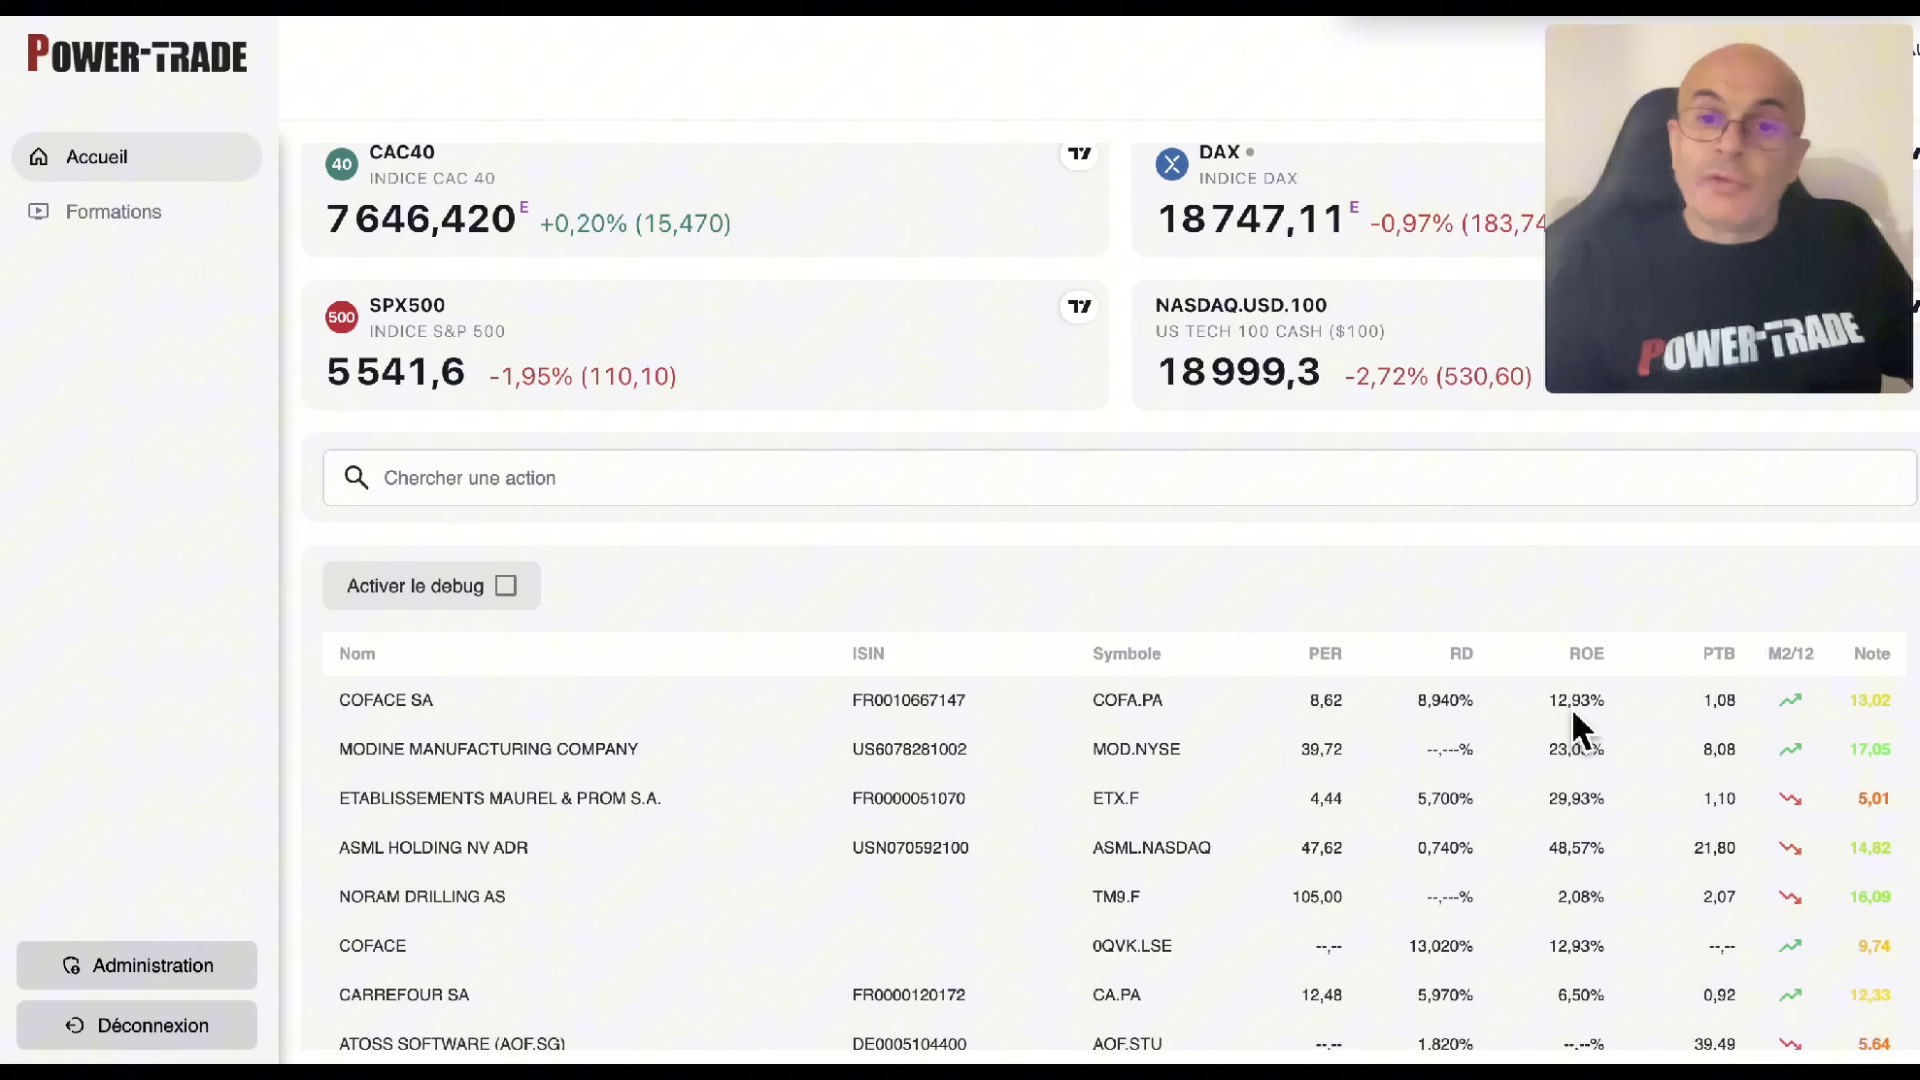 POWER-TRADE
Accueil
Formations
40
CAC40
INDICE CAC 40
7 646,420 E +0,20% (15,470)
DAX
INDICE DAX
18 747,11 E -0,97% (183,74
500
SPX500
INDICE S&P 500
5 541,6 -1,95% (110,10)
NASDAQ.USD.100
US TECH 100 CASH ($100)
18 999,3 -2,72% (530,60)
POWER-TRADE
Chercher une action
Activer le debug
Nom ISIN Symbole PER RD ROE PTB M2/12 Note
COFACE SA FR0010667147 COFA.PA 8,62 8,940% 12,93% 1,08 13,02
MODINE MANUFACTURING COMPANY US6078281002 MOD.NYSE 39,72 --,---% 8,08 17,05
ETABLISSEMENTS MAUREL & PROM S.A. FR0000051070 ETX.F 4,44 5,700% 29,93% 1,10 5,01
ASML HOLDING NV ADR USN070592100 ASML.NASDAQ 47,62 0,740% 48,57% 21,80 14,82
NORAM DRILLING AS TM9.F 105,00 --,---% 2,08% 2,07 16,09
COFACE 0QVK.LSE --,-- 13,020% 12,93% --,-- 9,74
CARREFOUR SA FR0000120172 CA.PA 12,48 5,970% 6,50% 0,92 12,33
ATOSS SOFTWARE (AOF.SG) DE0005104400 AOF.STU --,-- 1,820% --,--% 39,49 5,64
Administration
Déconnexion